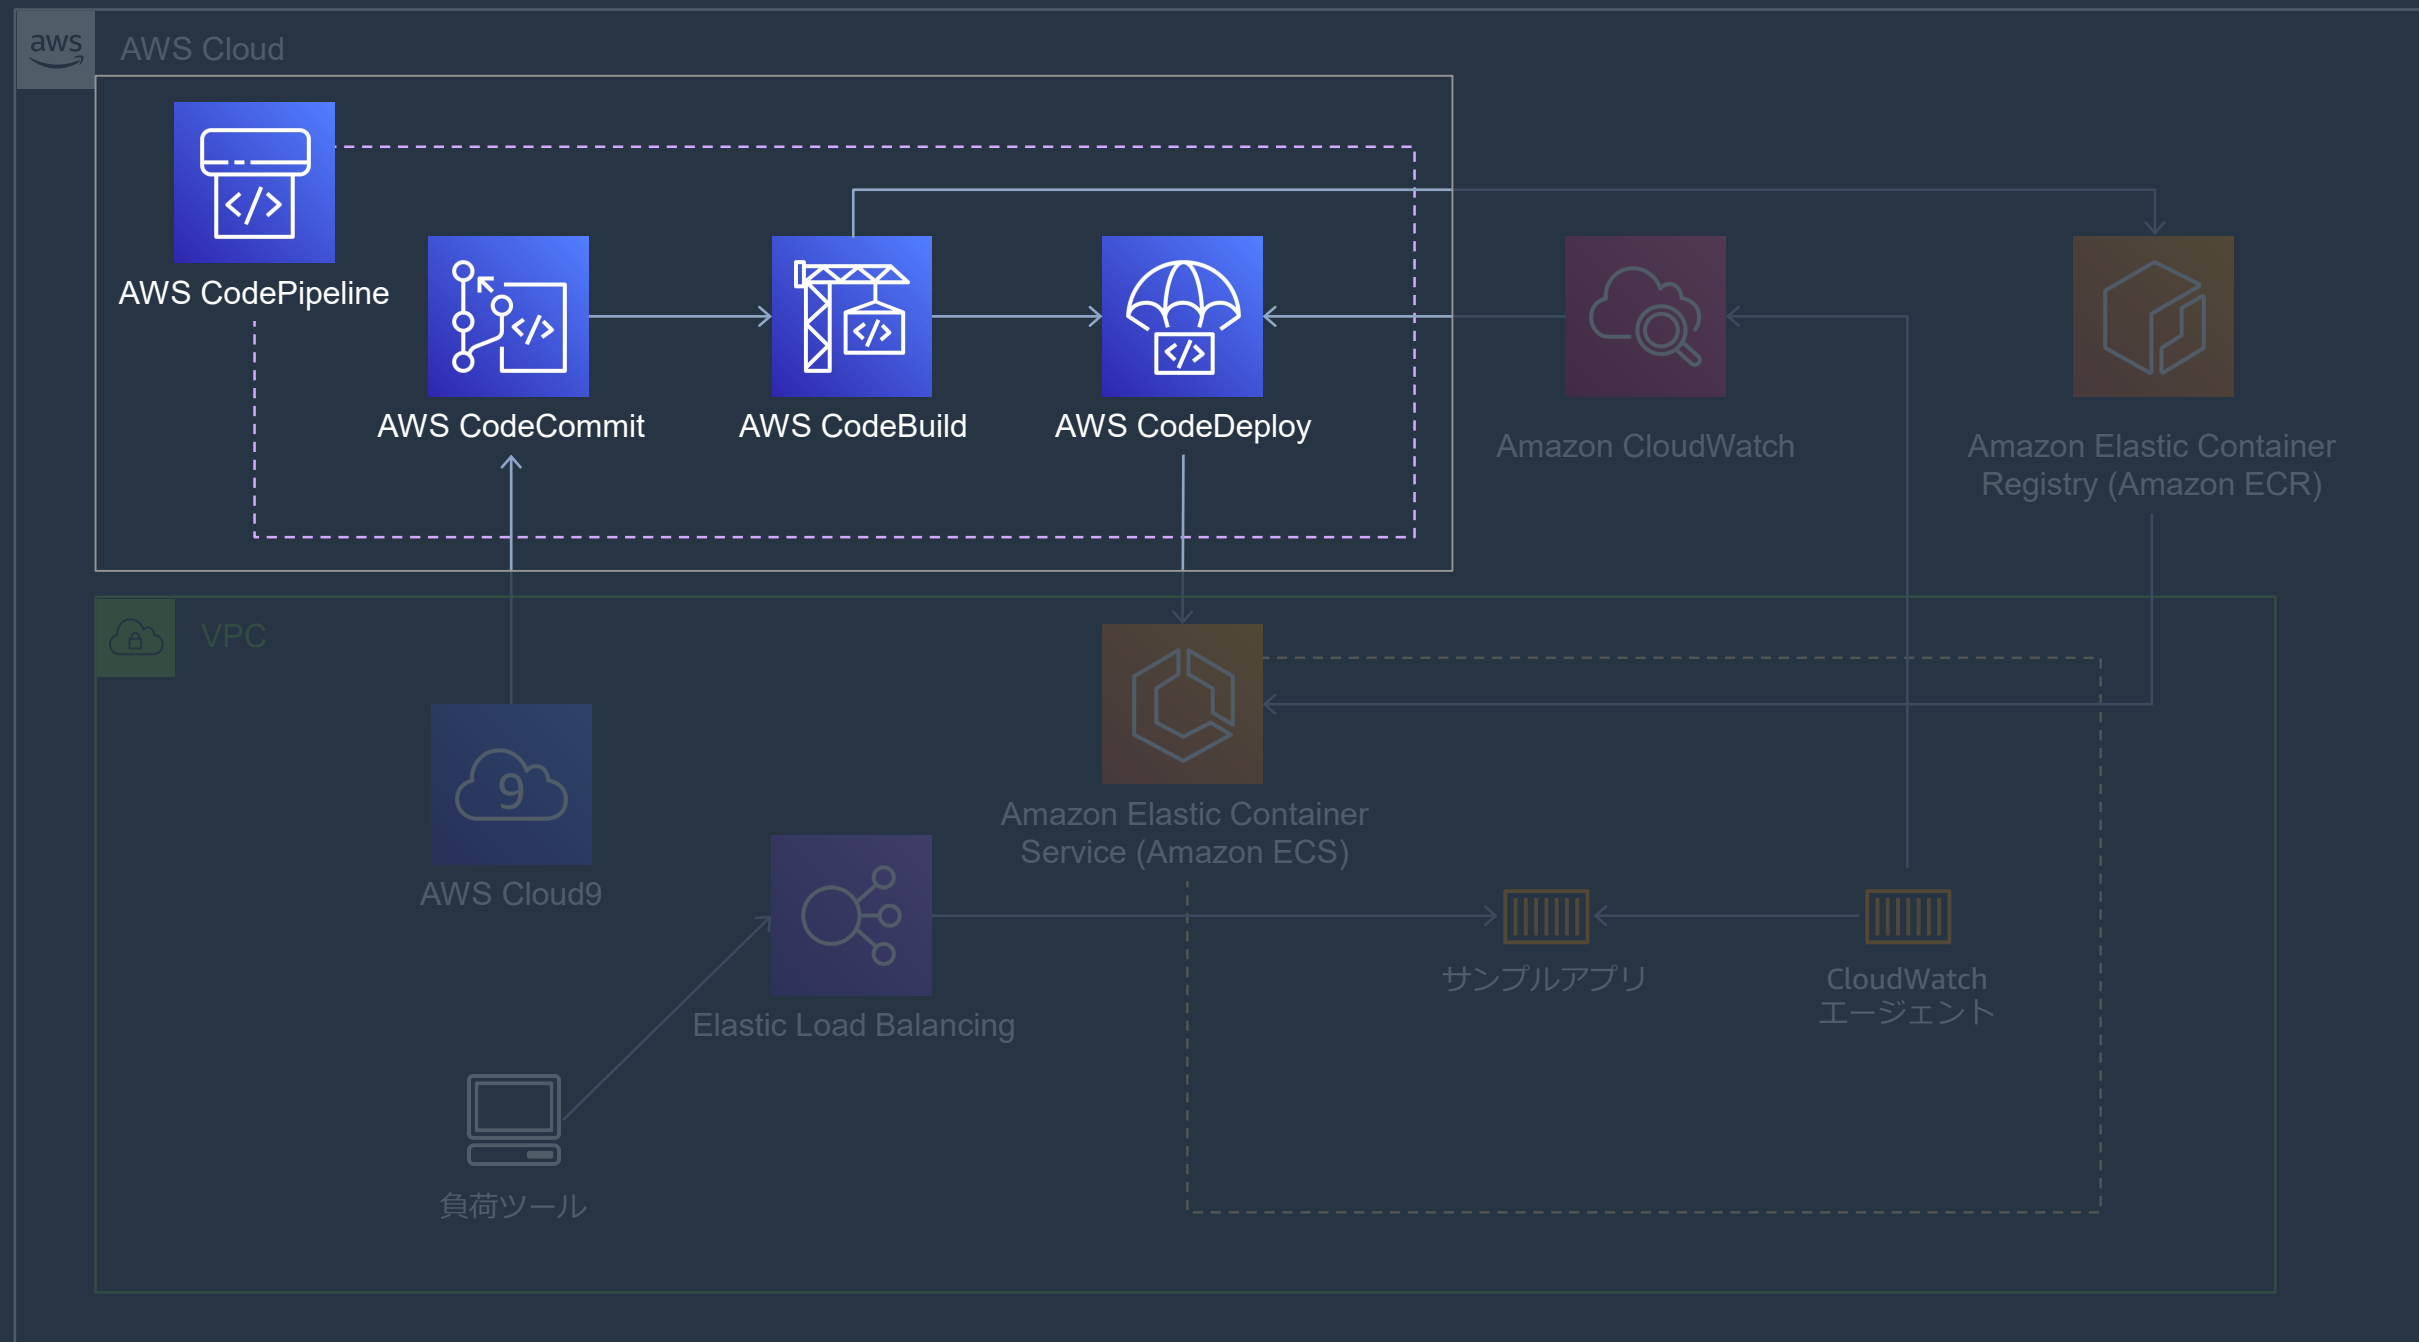 aws
AWS Cloud
AWS CodePipeline
AWS CodeCommit
AWS CodeBuild
AWS CodeDeploy
Amazon CloudWatch
Amazon Elastic Container
Registry (Amazon ECR)
VPC
9
AWS Cloud9
Amazon Elastic Container
Service (Amazon ECS)
Elastic Load Balancing
サンプルアプリ
CloudWatch
エージェント
負荷ツール